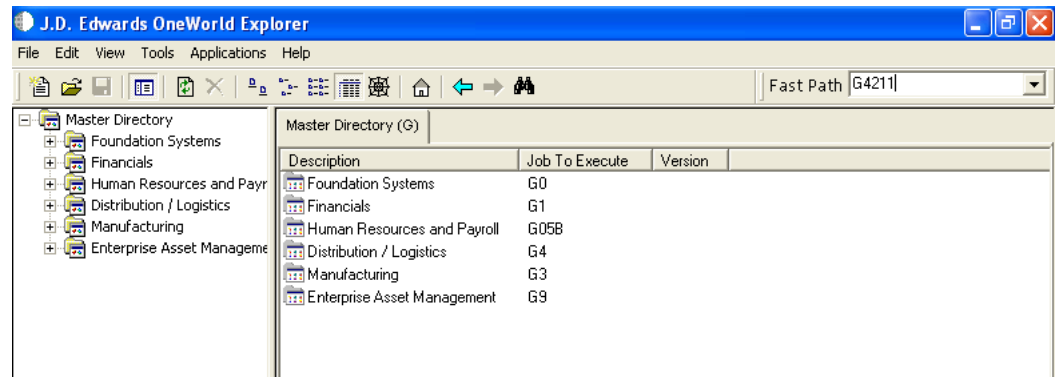 J.D. Edwards OneWorld Explorer
File Edit View Tools Applications Help
Fast Path G4211
Master Directory
Foundation Systems
Financials
Human Resources and Payr
Distribution / Logistics
Manufacturing
Enterprise Asset Manageme
Master Directory (G)
Description Job To Execute Version
Foundation Systems G0
Financials G1
Human Resources and Payroll G05B
Distribution / Logistics G4
Manufacturing G3
Enterprise Asset Management G9